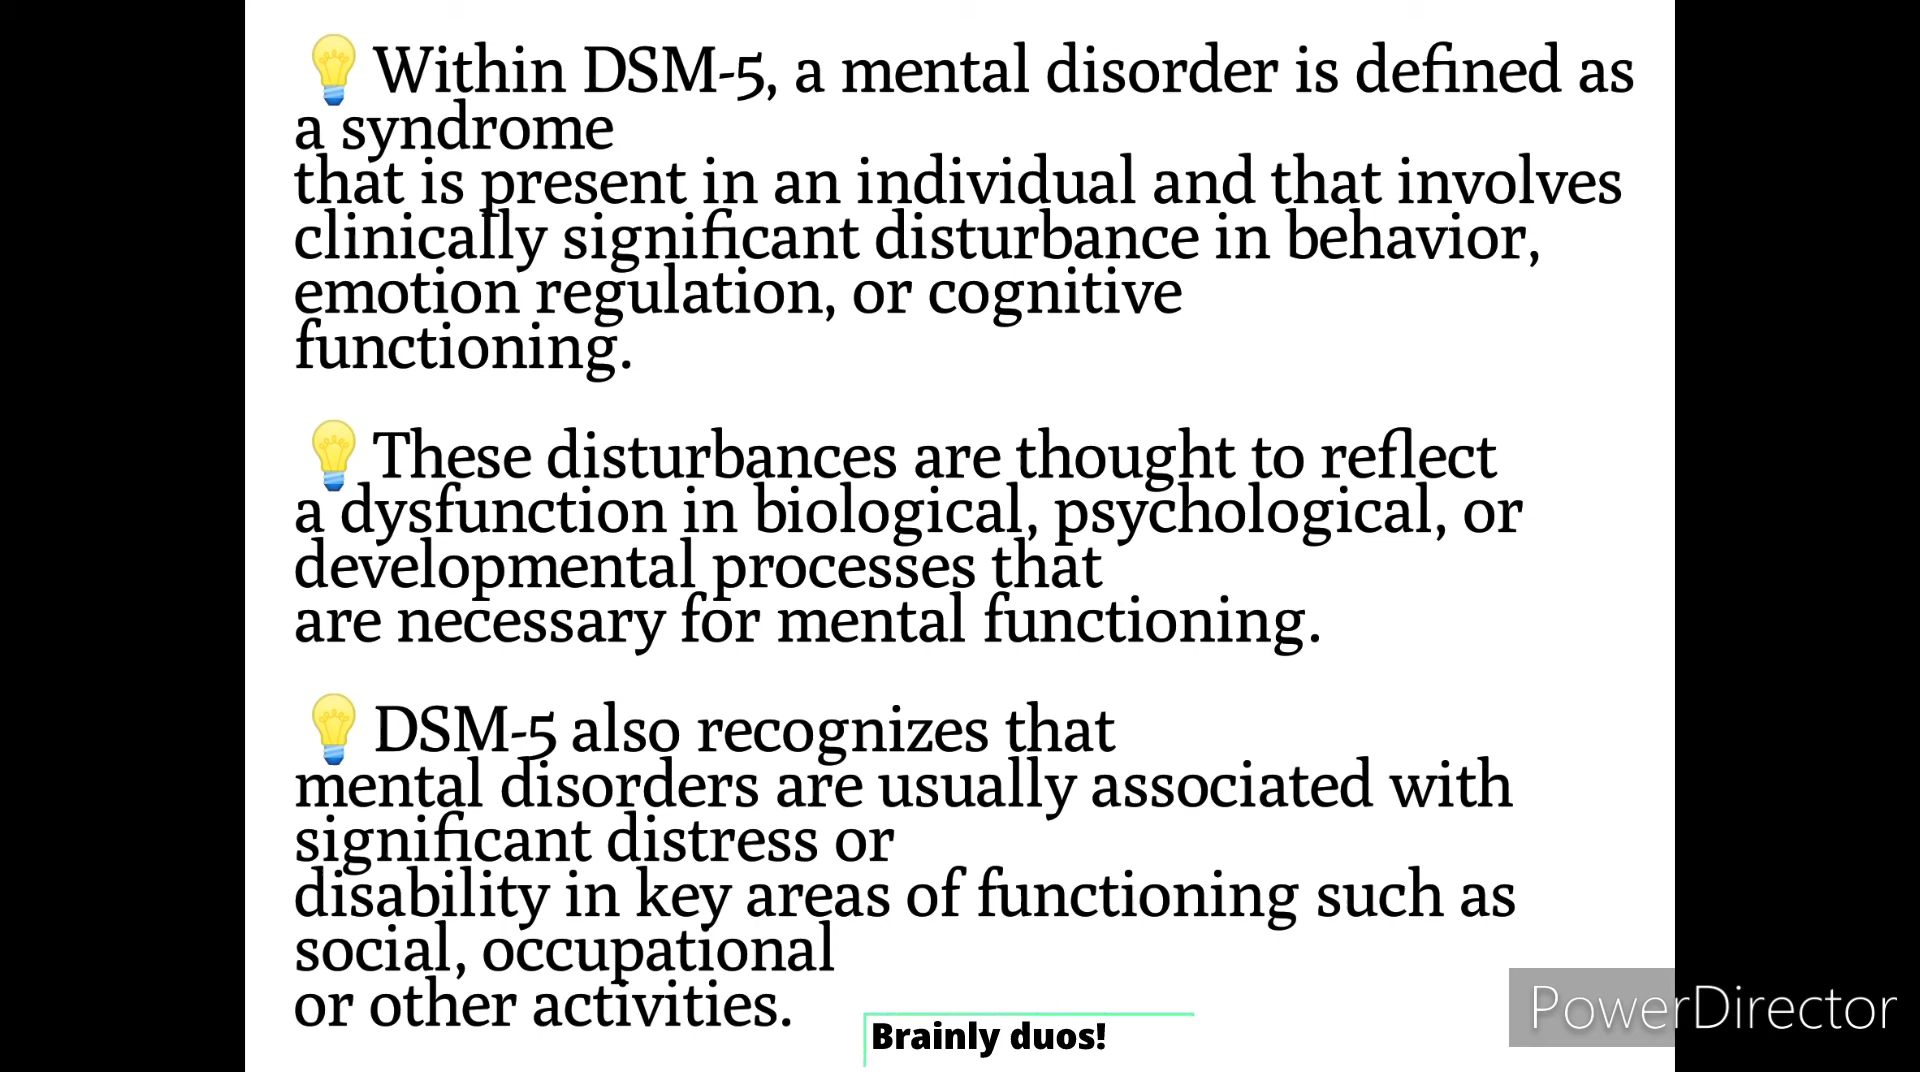 💡Within DSM-5, a mental disorder is defined as
a syndrome
that is present in an individual and that involves
clinically significant disturbance in behavior,
emotion regulation, or cognitive
functioning.
💡These disturbances are thought to reflect
a dysfunction in biological, psychological, or
developmental processes that
are necessary for mental functioning.
💡DSM-5 also recognizes that
mental disorders are usually associated with
significant distress or
disability in key areas of functioning such as
social, occupational
or other activities.
Brainly duos!
PowerDirector